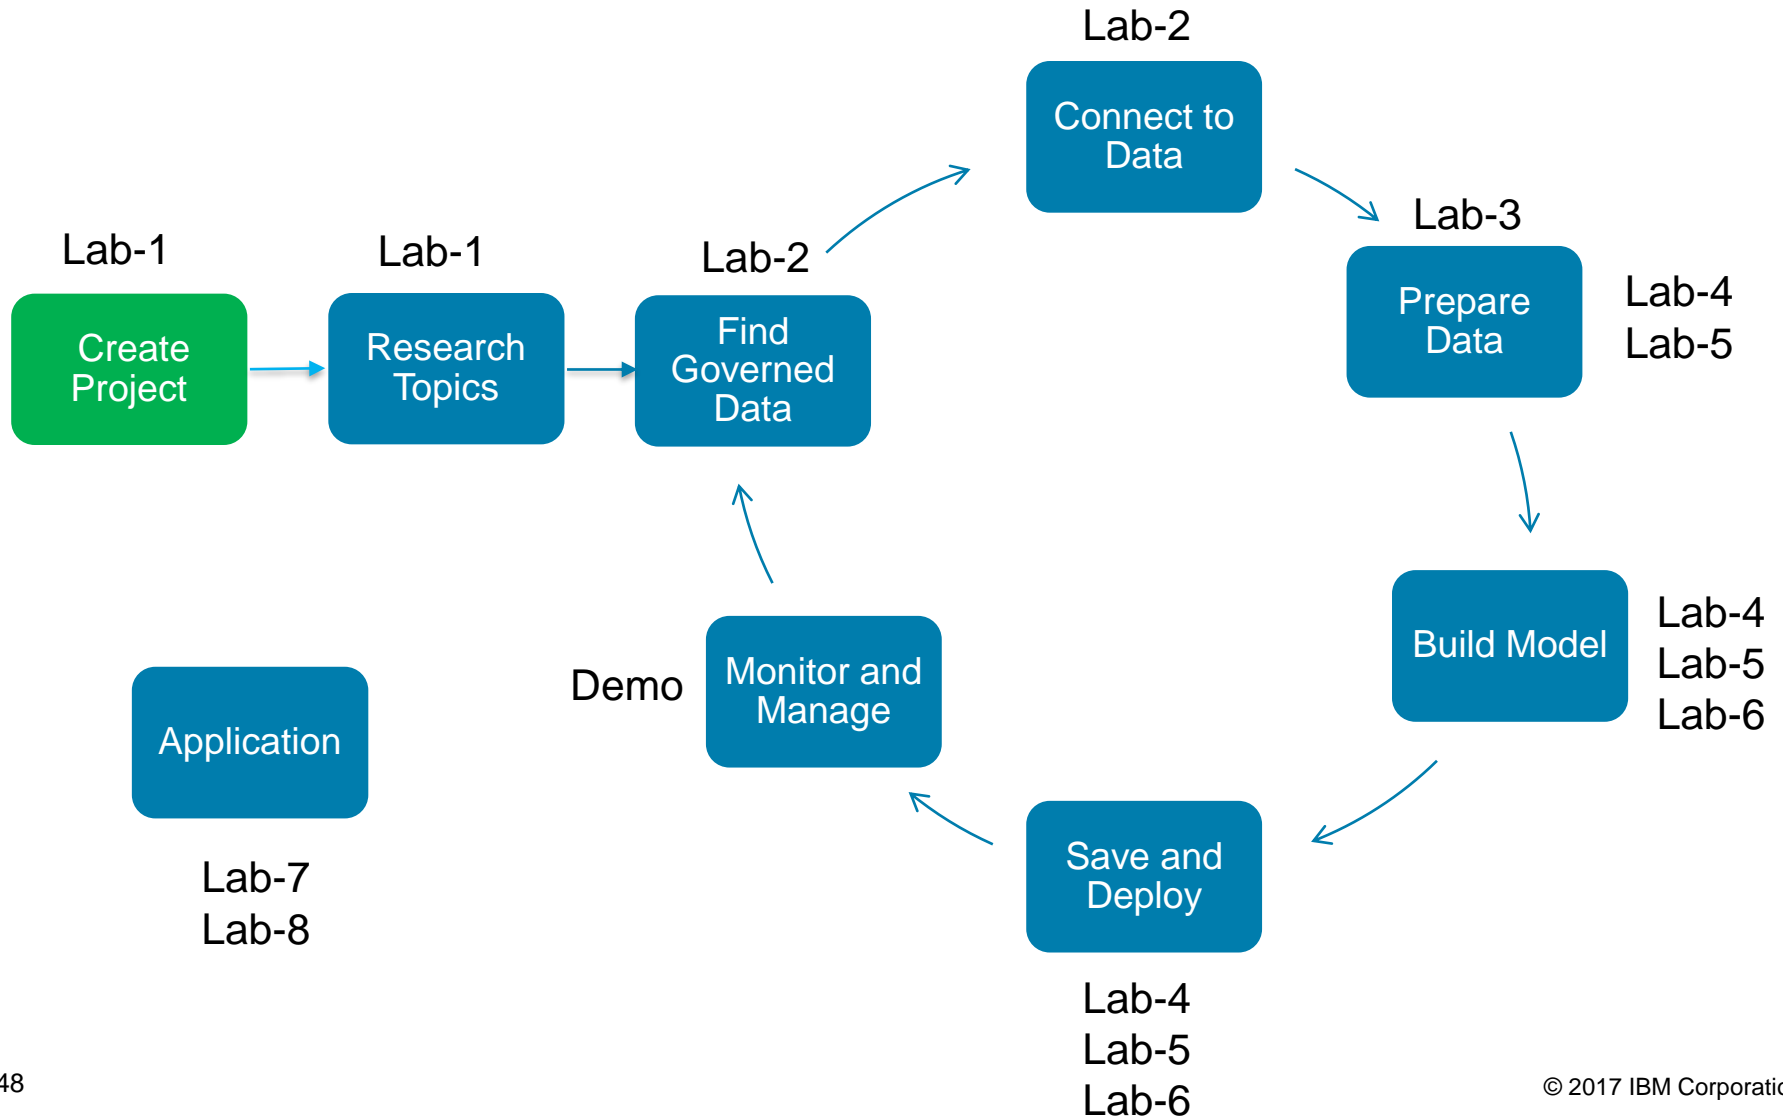 Lab-2
Connect to
Data
Lab-1
Lab-1
Lab-2
Lab-3
Create
Project
Research
Topics
Find
Governed
Data
Prepare
Data
Lab-4
Lab-5
Build Model
Lab-4
Lab-5
Lab-6
Demo
Monitor and
Manage
Application
Lab-7
Lab-8
Save and
Deploy
Lab-4
Lab-5
Lab-6
48
© 2017 IBM Corporatio